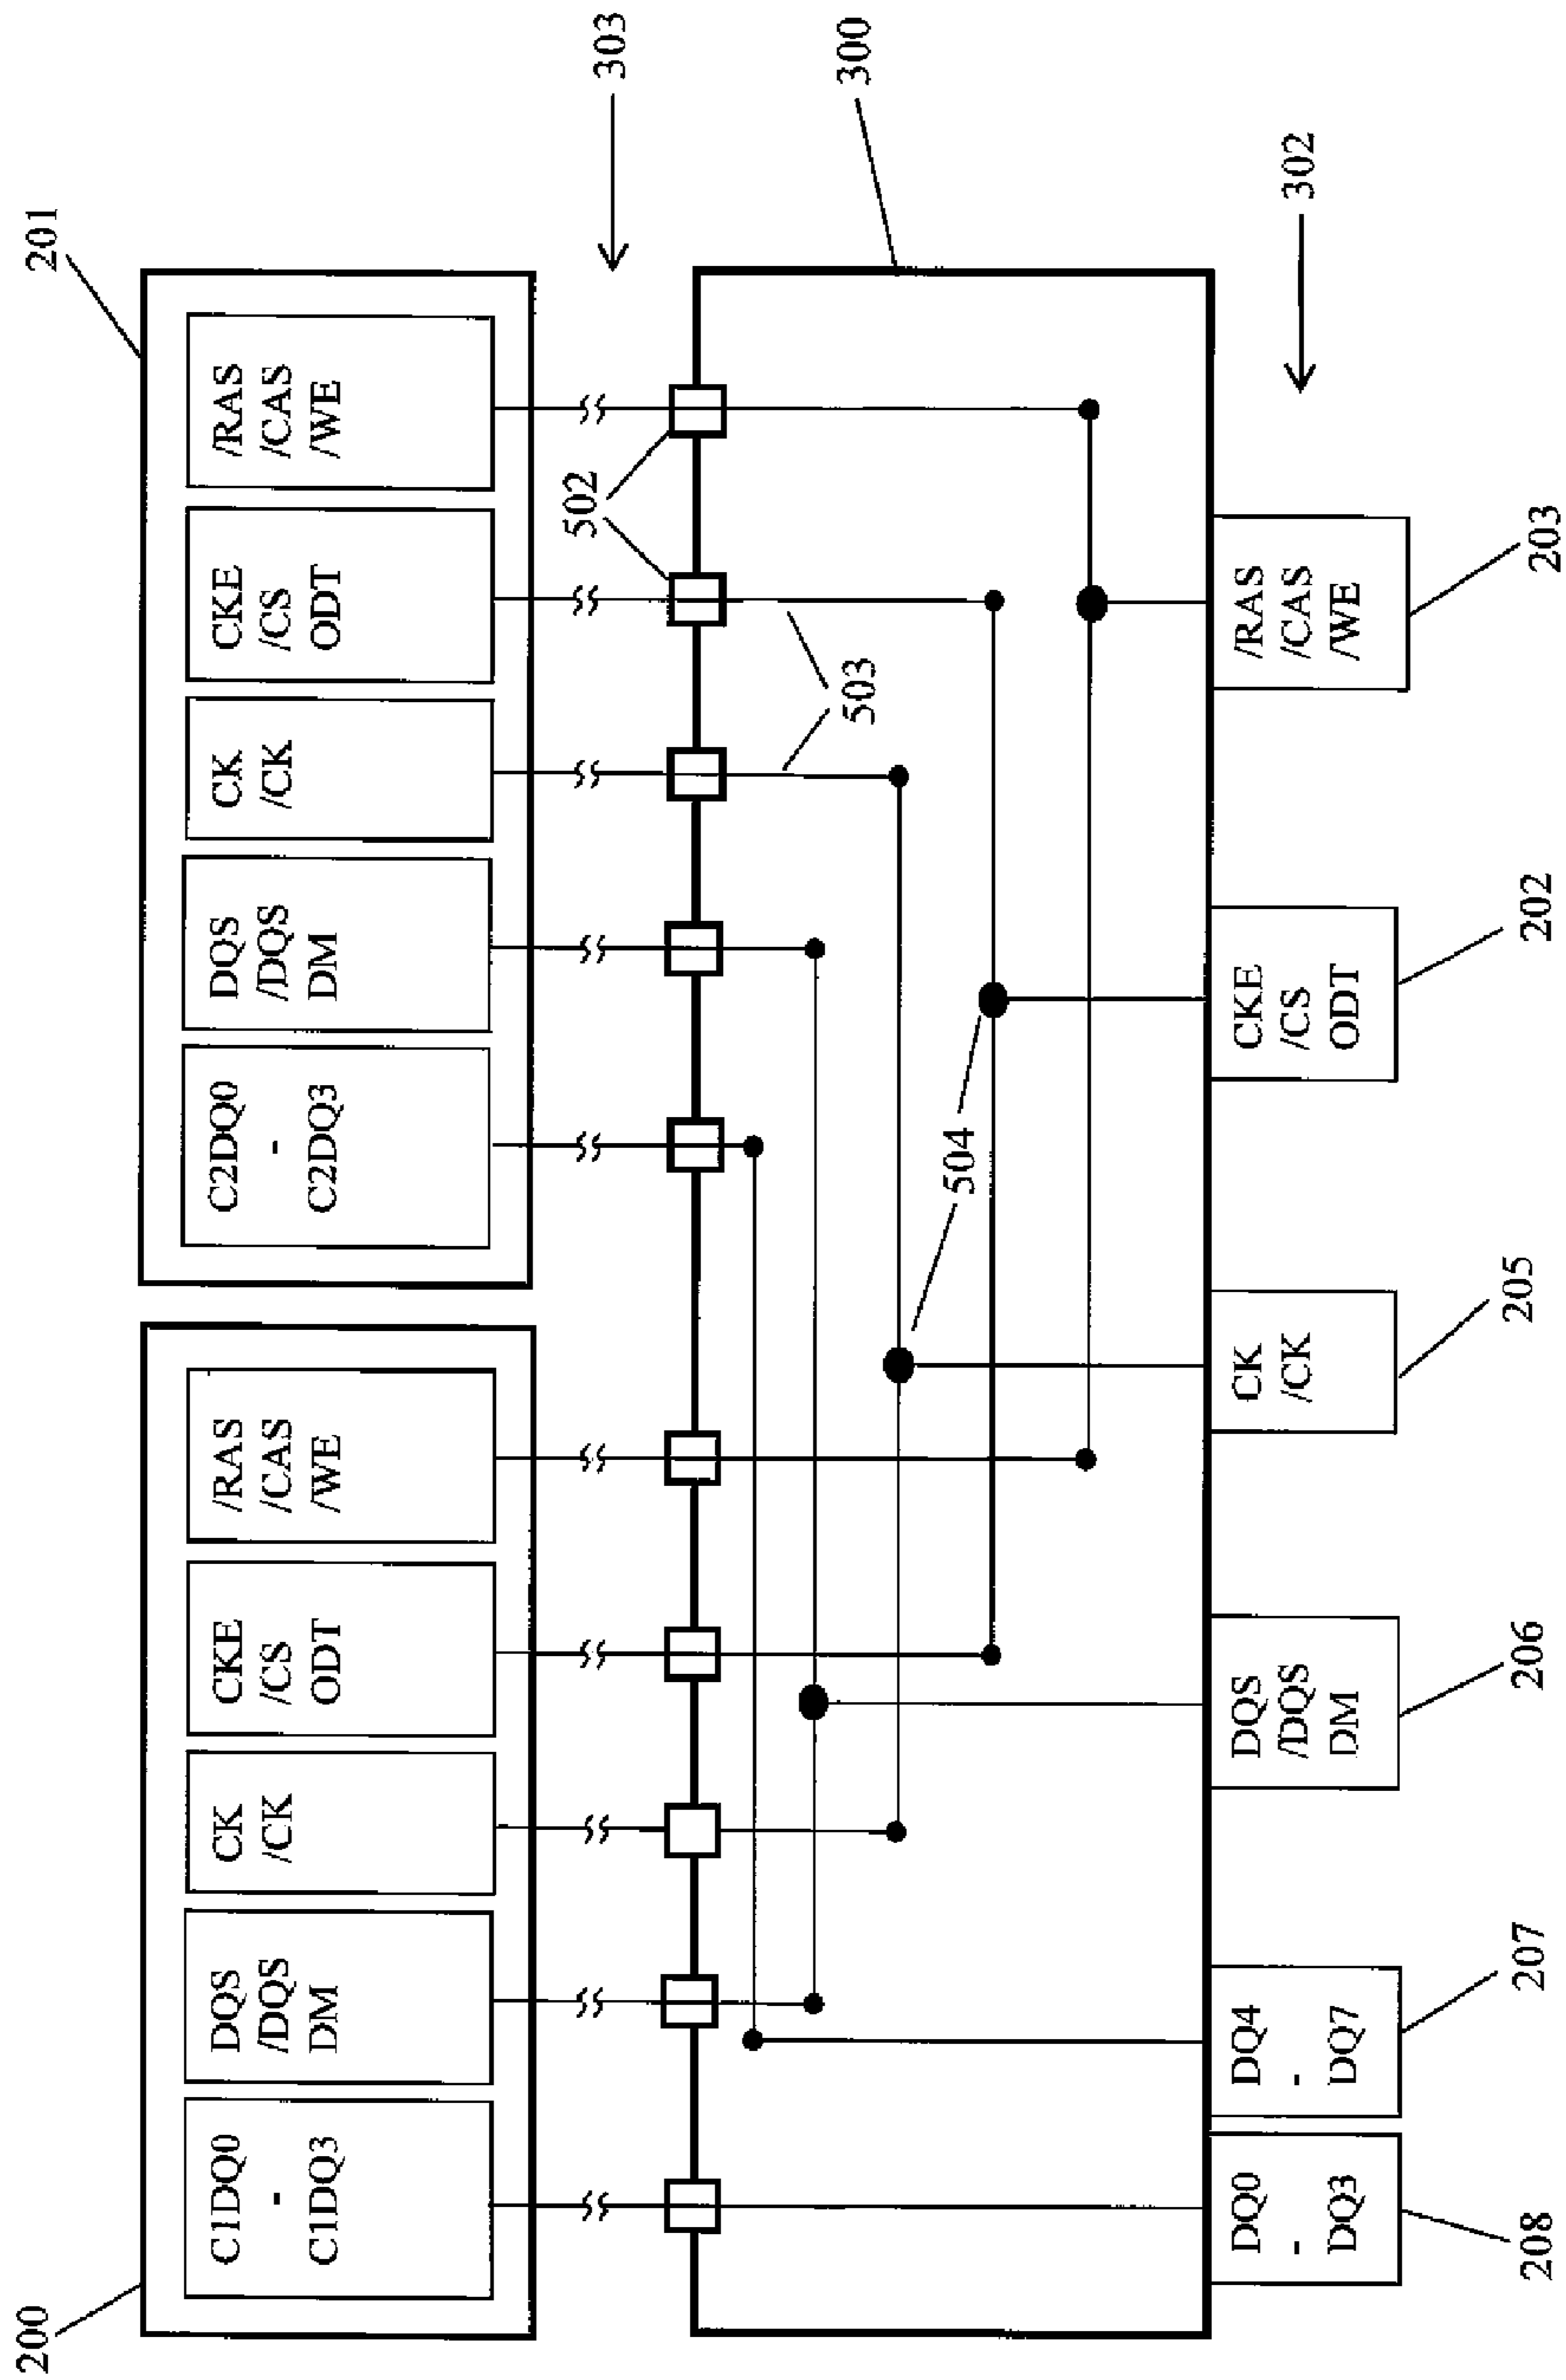 200
201
C1DQ0
-
C1DQ3
DQS
/DQS
DM
CK
/CK
CKE
/CS
ODT
/RAS
/CAS
/WE
C2DQ0
-
C2DQ3
DQS
/DQS
DM
CK
/CK
CKE
/CS
ODT
/RAS
/CAS
/WE
502
303
503
300
504
302
DQ0
-
DQ3
DQ4
-
DQ7
DQS
/DQS
DM
CK
/CK
CKE
/CS
ODT
/RAS
/CAS
/WE
208
207
206
205
202
203